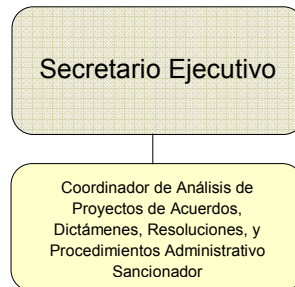 Secretario Ejecutivo
Coordinador de Análisis de
Proyectos de Acuerdos,
Dictámenes, Resoluciones, y
Procedimientos Administrativo
Sancionador